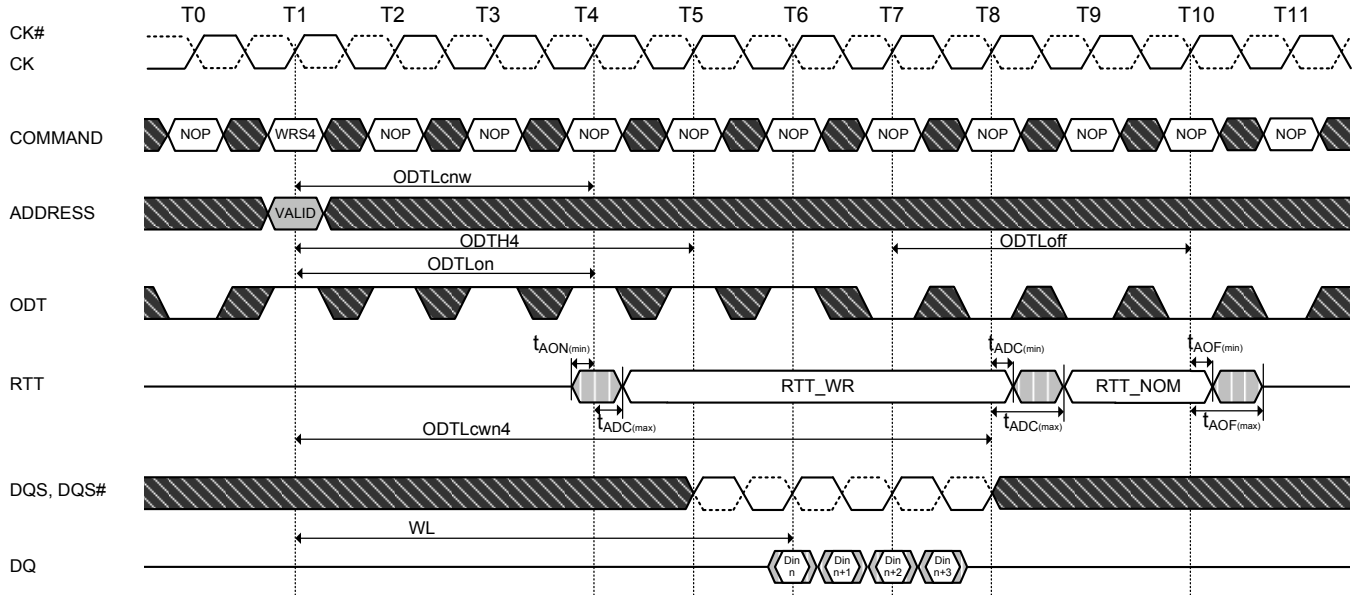 T0 T1 T2 T3 T4 T5 T6 T7 T8 T9 T10 T11
CK#
CK
COMMAND NOP WRS4 NOP NOP NOP NOP NOP NOP NOP NOP NOP NOP
ODTLcnw
ADDRESS VALID
ODTH4 ODTLoff
ODTLon
ODT
tAON(min) tADC(min) tAOF(min)
RTT RTT_WR RTT_NOM
tADC(max) tADC(max) tAOF(max)
ODTLcwn4
DQS, DQS#
WL
DQ Din n Din n+1 Din n+2 Din n+3